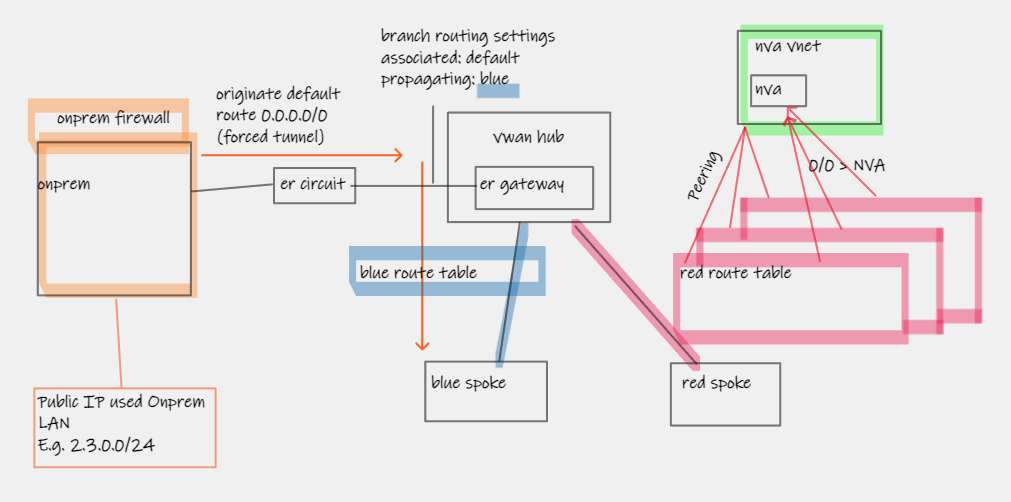 branch routing settings
associated: default
propagating: blue
nva vnet
nva
originate default
route 0.0.0.0/0
(forced tunnel)
onprem firewall
vwan hub
onprem
er circuit
er gateway
Peering
0/0 > NVA
blue route table
red route table
blue spoke
red spoke
Public IP used Onprem
LAN
E.g. 2.3.0.0/24